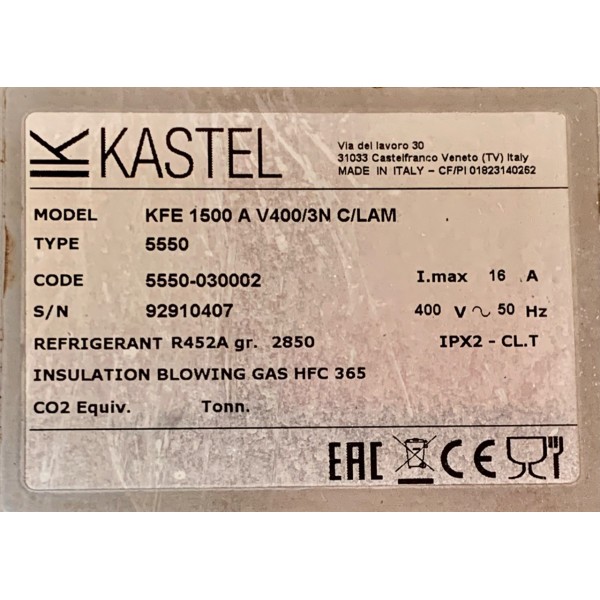 KASTEL
Via del lavoro 30
31033 Castelfranco Veneto (TV) Italy
MADE IN ITALY - CF/PI 01823140262
MODEL KFE 1500 A V400/3N C/LAM
TYPE 5550
CODE 5550-030002 I.max 16 A
S/N 92910407 400 V ~ 50 Hz
REFRIGERANT R452A gr. 2850 IPX2 - CL.T
INSULATION BLOWING GAS HFC 365
CO2 Equiv. Tonn.
EAC CE